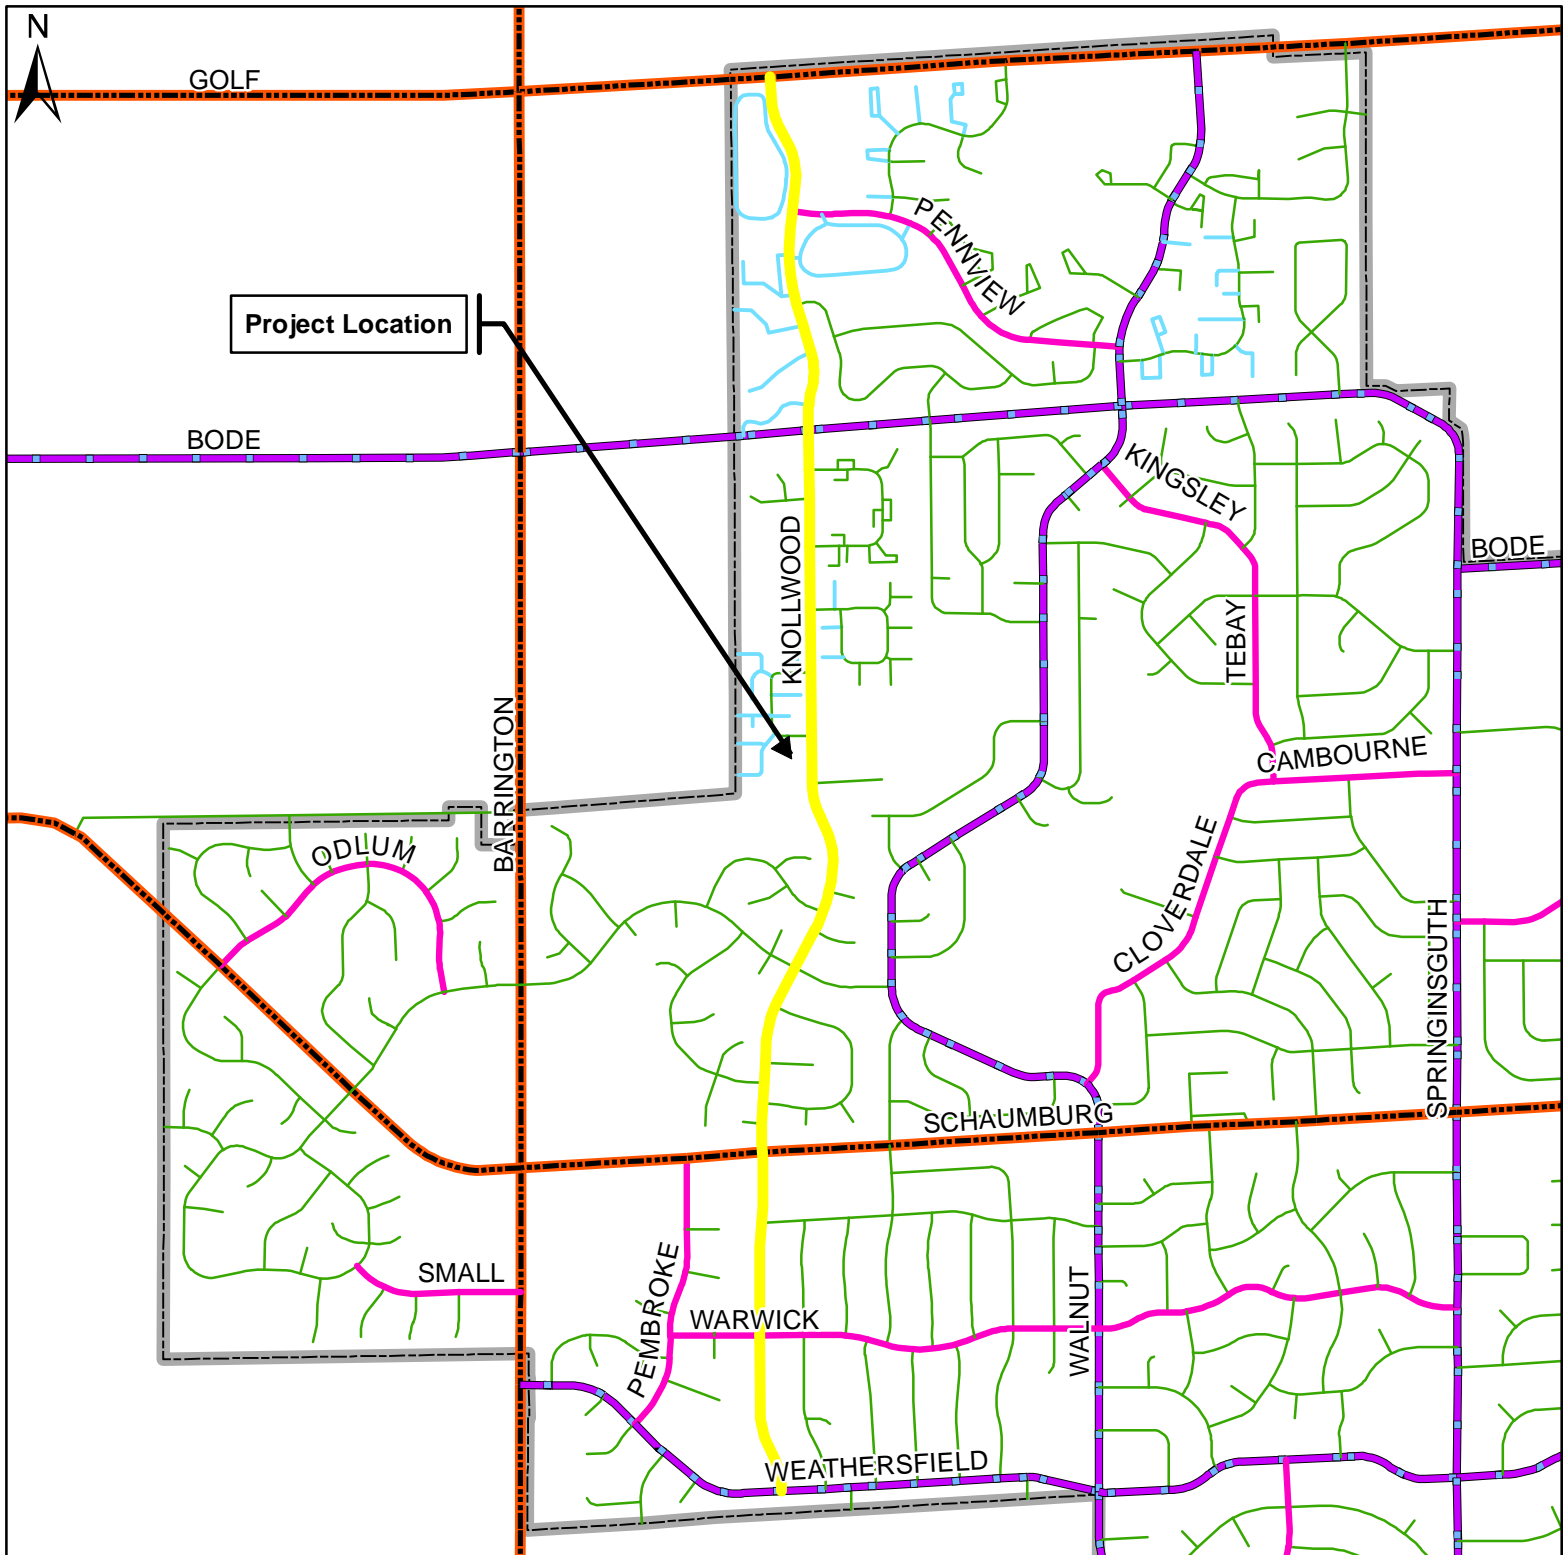 N
GOLF
PENNVIEW
Project Location
BODE
KINGSLEY
KNOLLWOOD
BODE
TEBAY
BARRINGTON
CAMBOURNE
ODLUM
CLOVERDALE
SPRINGINSGUTH
SCHAUMBURG
PEMBROKE
SMALL
WALNUT
WARWICK
WEATHERSFIELD